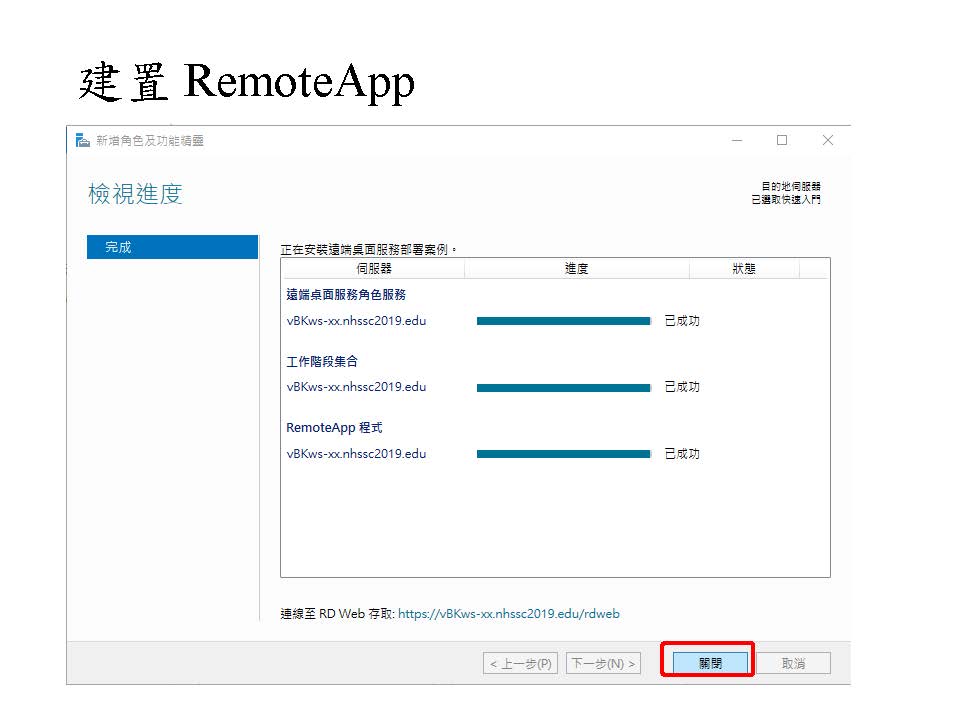 建置 RemoteApp
新增角色及功能精靈
檢視進度
目的地伺服器
已選取快速入門
完成
正在安裝遠端桌面服務部署案例。
伺服器 進度 狀態
遠端桌面服務角色服務
vBKws-xx.nhssc2019.edu 已成功
工作階段集合
vBKws-xx.nhssc2019.edu 已成功
RemoteApp 程式
vBKws-xx.nhssc2019.edu 已成功
連線至 RD Web 存取: https://vBKws-xx.nhssc2019.edu/rdweb
< 上一步(P) 下一步(N) > 關閉 取消